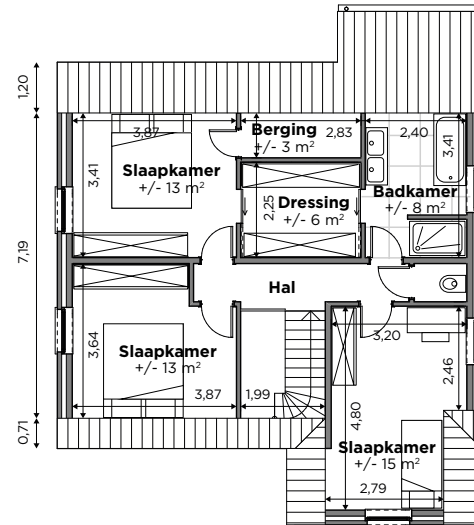 1,20
7,19
0,71
3,87
3,41
Slaapkamer
+/- 13 m²
Berging
2,83
+/- 3 m²
2,25
Dressing
+/- 6 m²
2,40
3,41
Badkamer
+/- 8 m²
Hal
3,64
Slaapkamer
+/- 13 m²
3,87
1,99
3,20
2,46
4,80
Slaapkamer
+/- 15 m²
2,79